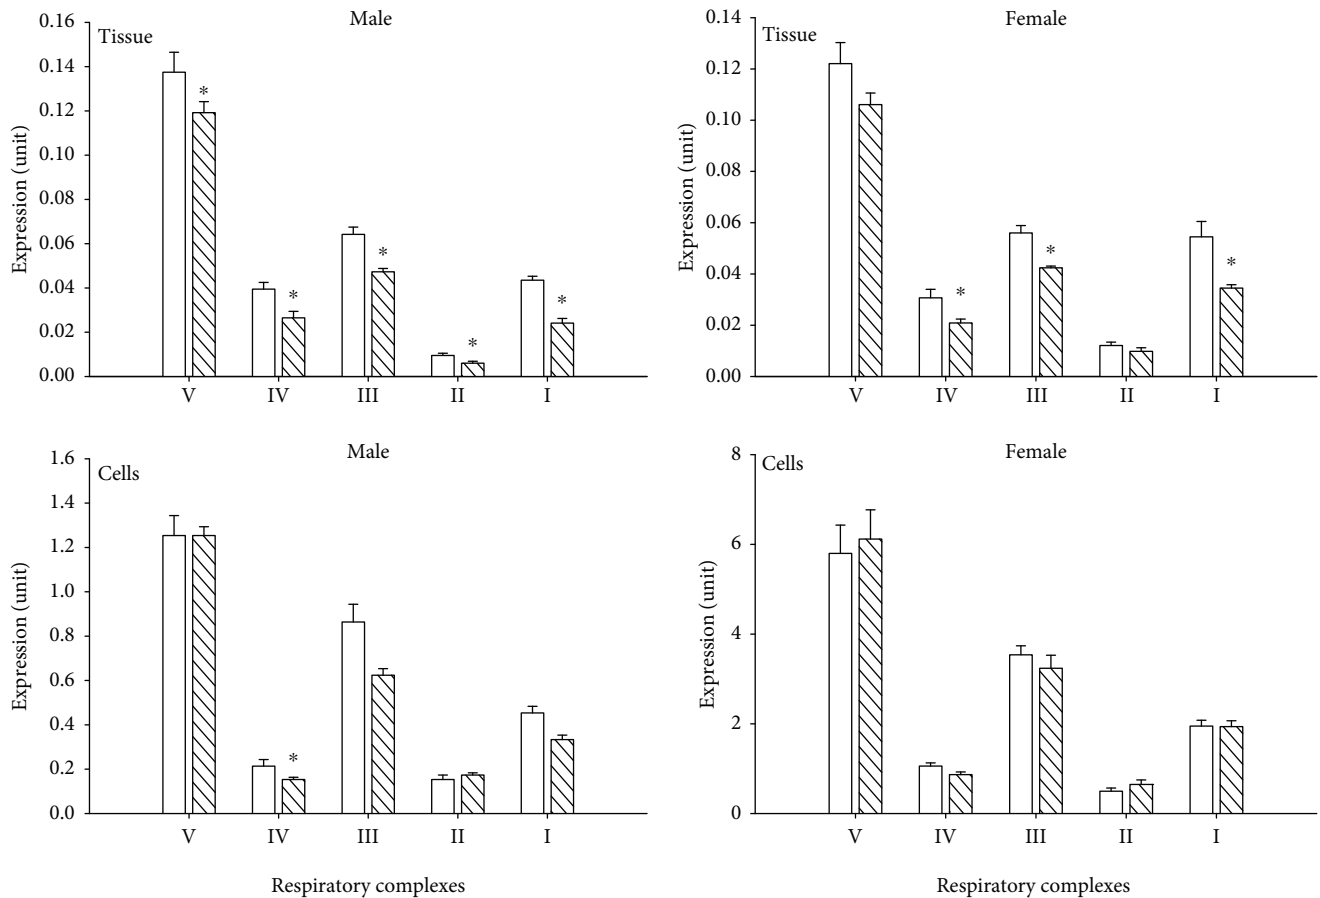 Male
Tissue
Expression (unit)
0.16
0.14
0.12
0.10
0.08
0.06
0.04
0.02
0.00
*
*
*
*
*
V IV III II I
Female
Tissue
Expression (unit)
0.14
0.12
0.10
0.08
0.06
0.04
0.02
0.00
*
*
*
V IV III II I
Male
Cells
Expression (unit)
1.6
1.4
1.2
1.0
0.8
0.6
0.4
0.2
0.0
*
V IV III II I
Respiratory complexes
Female
Cells
Expression (unit)
8
6
4
2
0
V IV III II I
Respiratory complexes